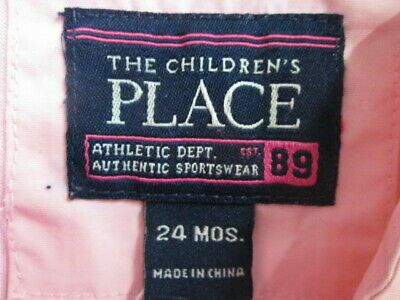 THE CHILDREN'S
PLACE
ATHLETIC DEPT. EST. 89
AUTHENTIC SPORTSWEAR
24 MOS.
MADE IN CHINA